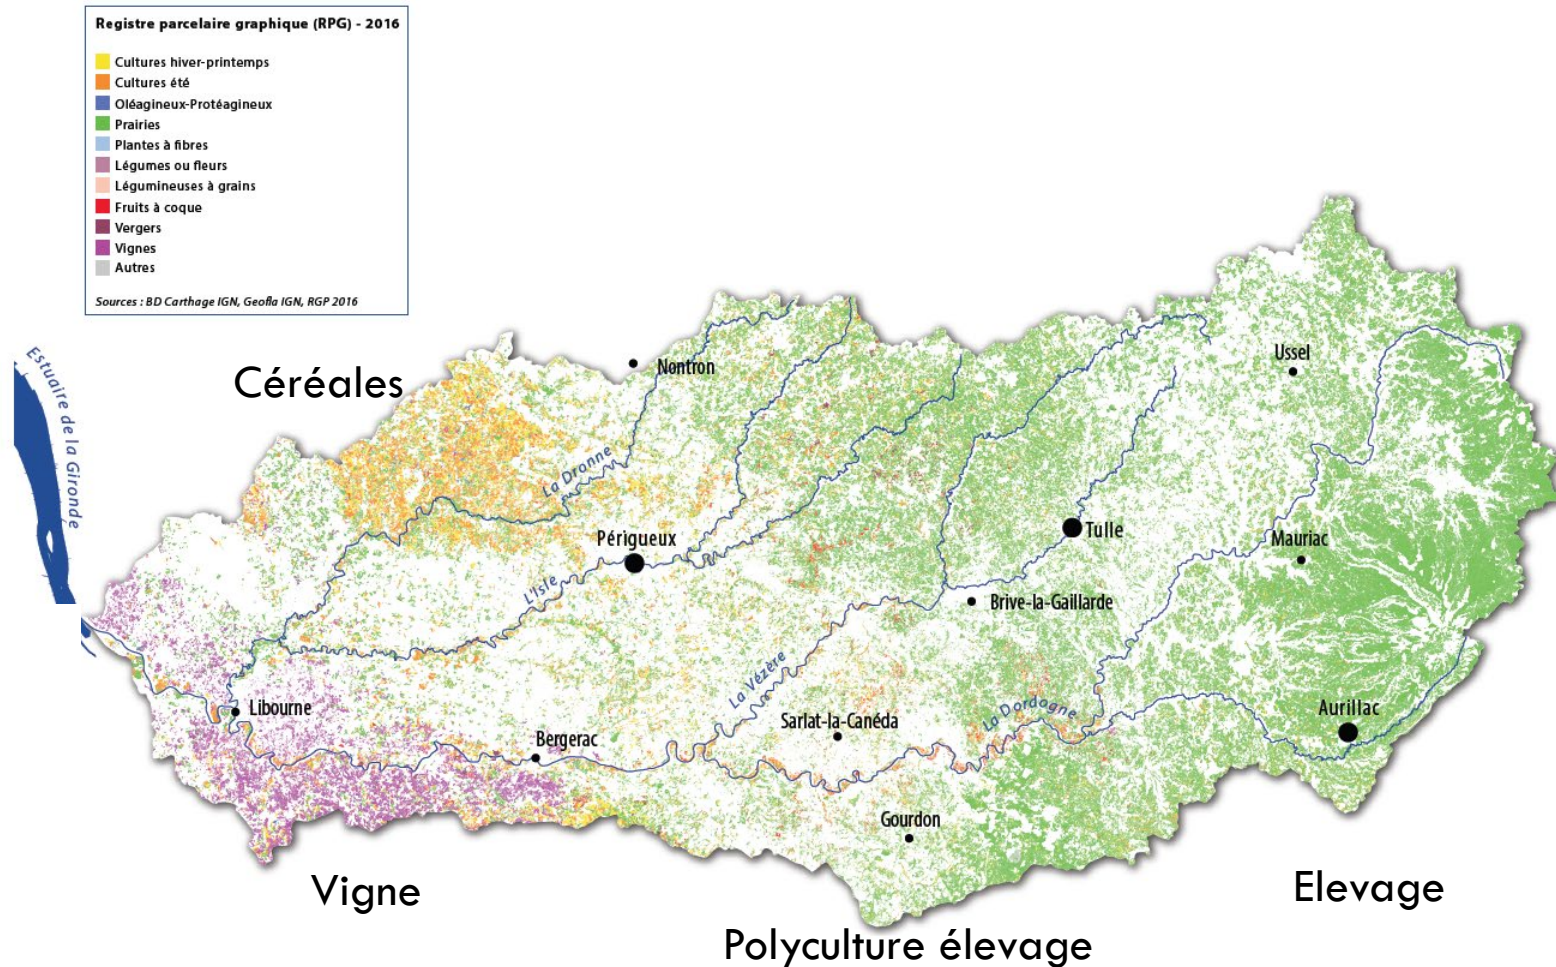 Registre parcelaire graphique (RPG) - 2016
Cultures hiver-printemps
Cultures été
Oléagineux-Protéagineux
Prairies
Plantes à fibres
Légumes ou fleurs
Légumineuses à grains
Fruits à coque
Vergers
Vignes
Autres
Sources : BD Carthage IGN, Geofla IGN, RGP 2016
Estuaire de la Gironde
Céréales
Nontron
Ussel
La Dronne
Périgueux
Tulle
Mauriac
L'Isle
Brive-la-Gaillarde
La Vézère
Libourne
Sarlat-la-Canéda
La Dordogne
Aurillac
Bergerac
Gourdon
Vigne
Elevage
Polyculture élevage